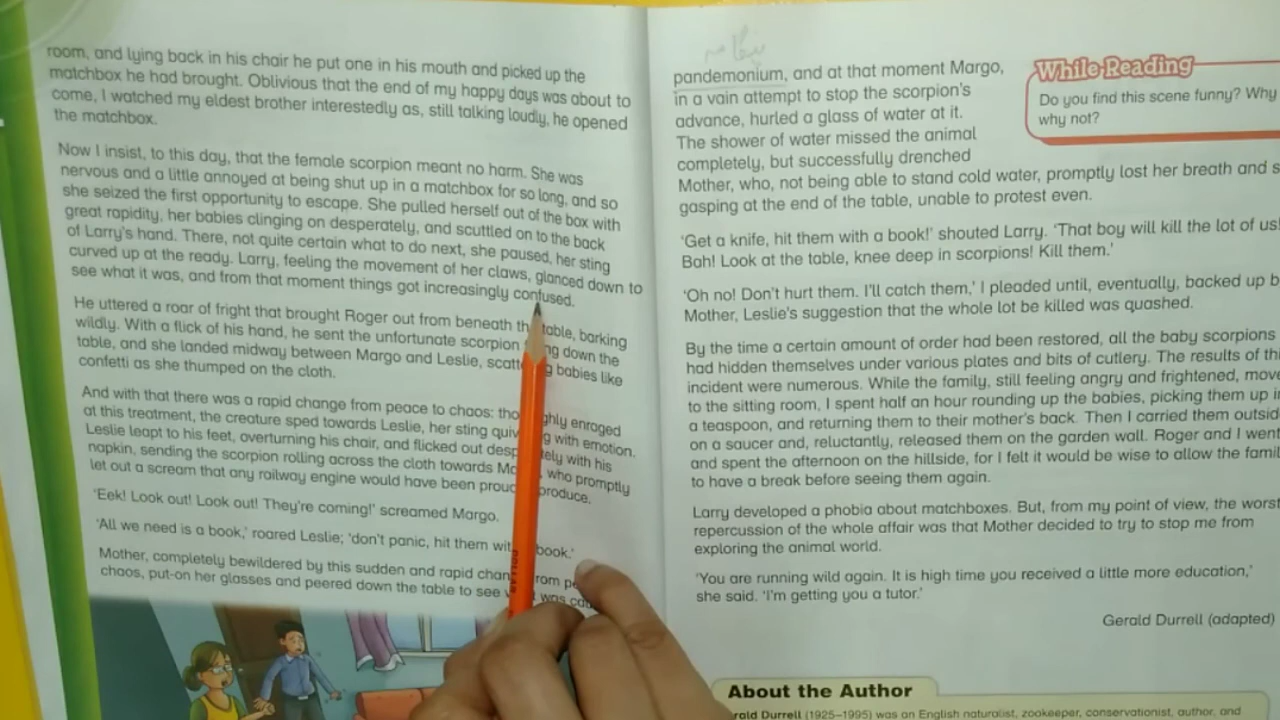 room, and lying back in his chair he put one in his mouth and picked up the
matchbox he had brought. Oblivious that the end of my happy days was about to
come, I watched my eldest brother interestedly as, still talking loudly, he opened
the matchbox.
Now I insist, to this day, that the female scorpion meant no harm. She was
nervous and a little annoyed at being shut up in a matchbox for so long, and so
she seized the first opportunity to escape. She pulled herself out of the box with
great rapidity, her babies clinging on desperately, and scuttled on to the back
of Larry's hand. There, not quite certain what to do next, she paused, her sting
curved up at the ready. Larry, feeling the movement of her claws, glanced down to
see what it was, and from that moment things got increasingly confused.
He uttered a roar of fright that brought Roger out from beneath the table, barking
wildly. With a flick of his hand, he sent the unfortunate scorpion down the
table, and she landed midway between Margo and Leslie, babies like
confetti as she thumped on the cloth.
And with that there was a rapid change from peace to chaos: enraged
at this treatment, the creature sped towards Leslie, her sting with emotion.
Leslie leapt to his feet, overturning his chair, and flicked out with his
napkin, sending the scorpion rolling across the cloth towards who promptly
let out a scream that any railway engine would have been produce.
'Eek! Look out! Look out! They're coming!' screamed Margo.
'All we need is a book,' roared Leslie; 'don't panic, hit them book.'
Mother, completely bewildered by this sudden and rapid
chaos, put-on her glasses and peered down the table to see was
pandemonium, and at that moment Margo,
in a vain attempt to stop the scorpion's
advance, hurled a glass of water at it.
The shower of water missed the animal
completely, but successfully drenched
Mother, who, not being able to stand cold water, promptly lost her breath and
gasping at the end of the table, unable to protest even.
'Get a knife, hit them with a book!' shouted Larry. 'That boy will kill the lot of us!
Bah! Look at the table, knee deep in scorpions! Kill them.'
'Oh no! Don't hurt them. I'll catch them,' I pleaded until, eventually, backed up
Mother, Leslie's suggestion that the whole lot be killed was quashed.
By the time a certain amount of order had been restored, all the baby scorpions
had hidden themselves under various plates and bits of cutlery. The results of
incident were numerous. While the family, still feeling angry and frightened,
to the sitting room, I spent half an hour rounding up the babies, picking them up
a teaspoon, and returning them to their mother's back. Then I carried them
on a saucer and, reluctantly, released them on the garden wall. Roger and I went
and spent the afternoon on the hillside, for I felt it would be wise to allow the
to have a break before seeing them again.
Larry developed a phobia about matchboxes. But, from my point of view, the worst
repercussion of the whole affair was that Mother decided to try to stop me from
exploring the animal world.
'You are running wild again. It is high time you received a little more education,'
she said. 'I'm getting you a tutor.'
Gerald Durrell (adapted)
While Reading
Do you find this scene funny? Why
why not?
About the Author
Durrell (1925–1995) was an English naturalist, zookeeper, conservationist, author, and